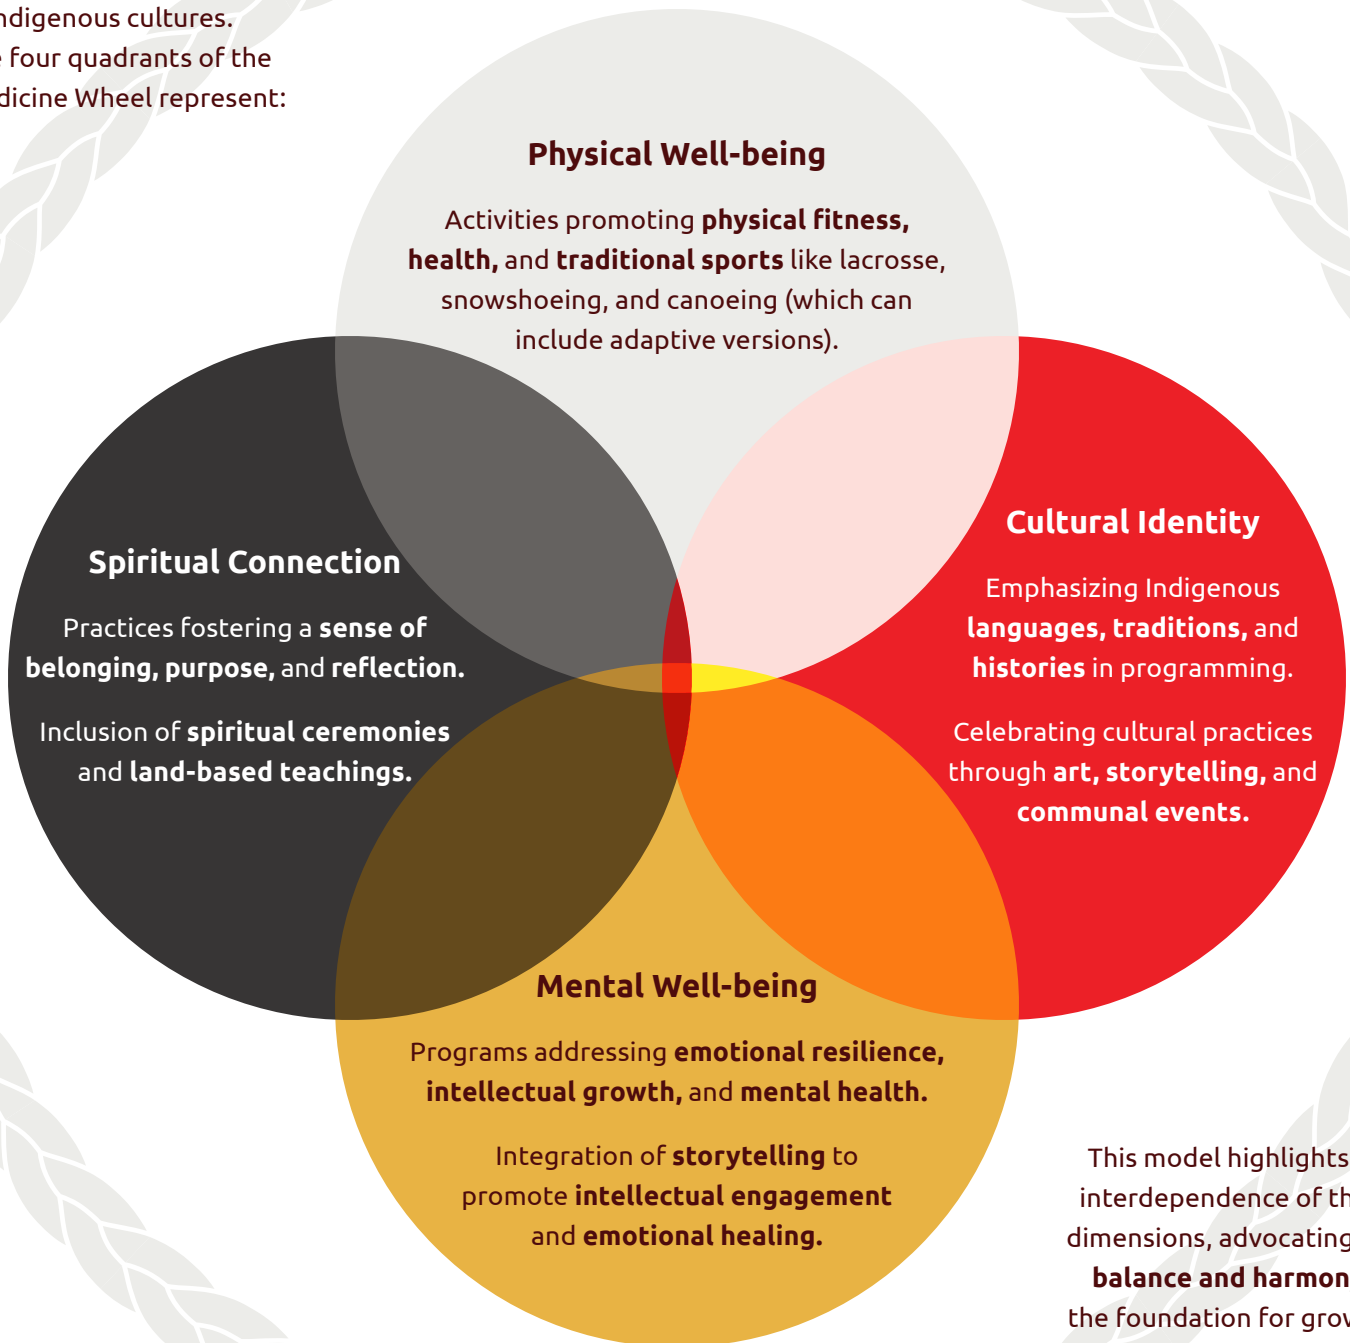 ndigenous cultures.
four quadrants of the
dicine Wheel represent:
Physical Well-being
Activities promoting physical fitness,
health, and traditional sports like lacrosse,
snowshoeing, and canoeing (which can
include adaptive versions).
Spiritual Connection
Practices fostering a sense of
belonging, purpose, and reflection.
Inclusion of spiritual ceremonies
and land-based teachings.
Cultural Identity
Emphasizing Indigenous
languages, traditions, and
histories in programming.
Celebrating cultural practices
through art, storytelling, and
communal events.
Mental Well-being
Programs addressing emotional resilience,
intellectual growth, and mental health.
Integration of storytelling to
promote intellectual engagement
and emotional healing.
This model highlights
interdependence of th
dimensions, advocating
balance and harmon
the foundation for grow